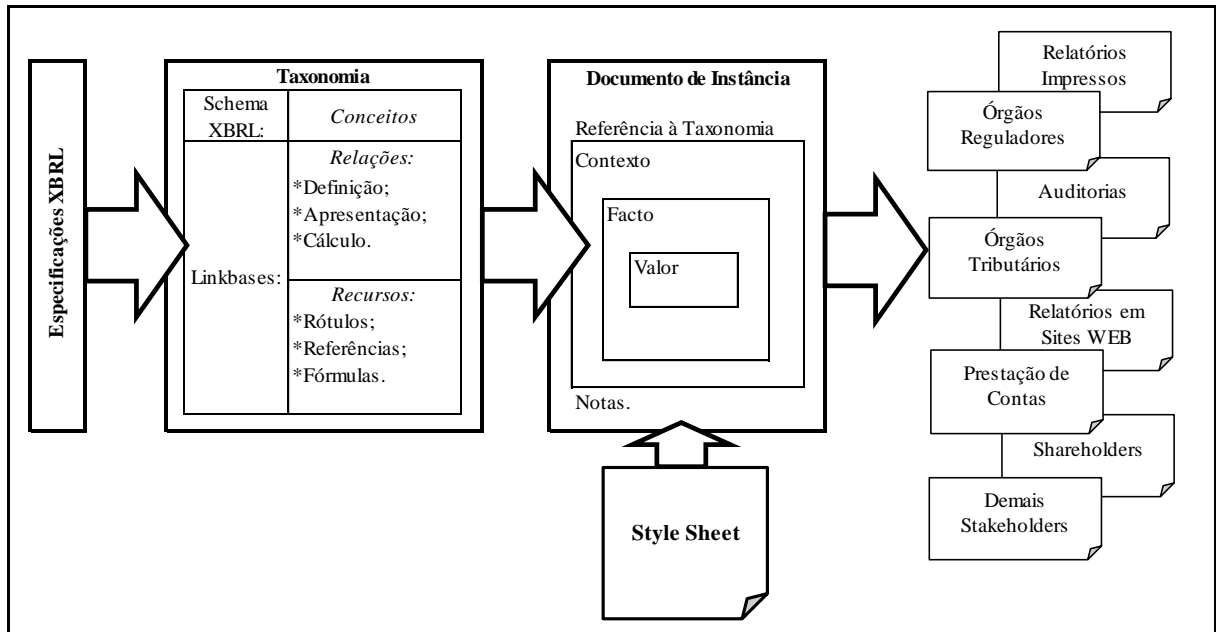 Especificações XBRL
Taxonomia
Schema
XBRL:
Conceitos
Linkbases:
Relações:
*Definição;
*Apresentação;
*Cálculo.
Recursos:
*Rótulos;
*Referências;
*Fórmulas.
Documento de Instância
Referência à Taxonomia
Contexto
Facto
Valor
Notas.
Style Sheet
Relatórios
Impressos
Órgãos
Reguladores
Auditorias
Órgãos
Tributários
Relatórios em
Sites WEB
Prestação de
Contas
Shareholders
Demais
Stakeholders